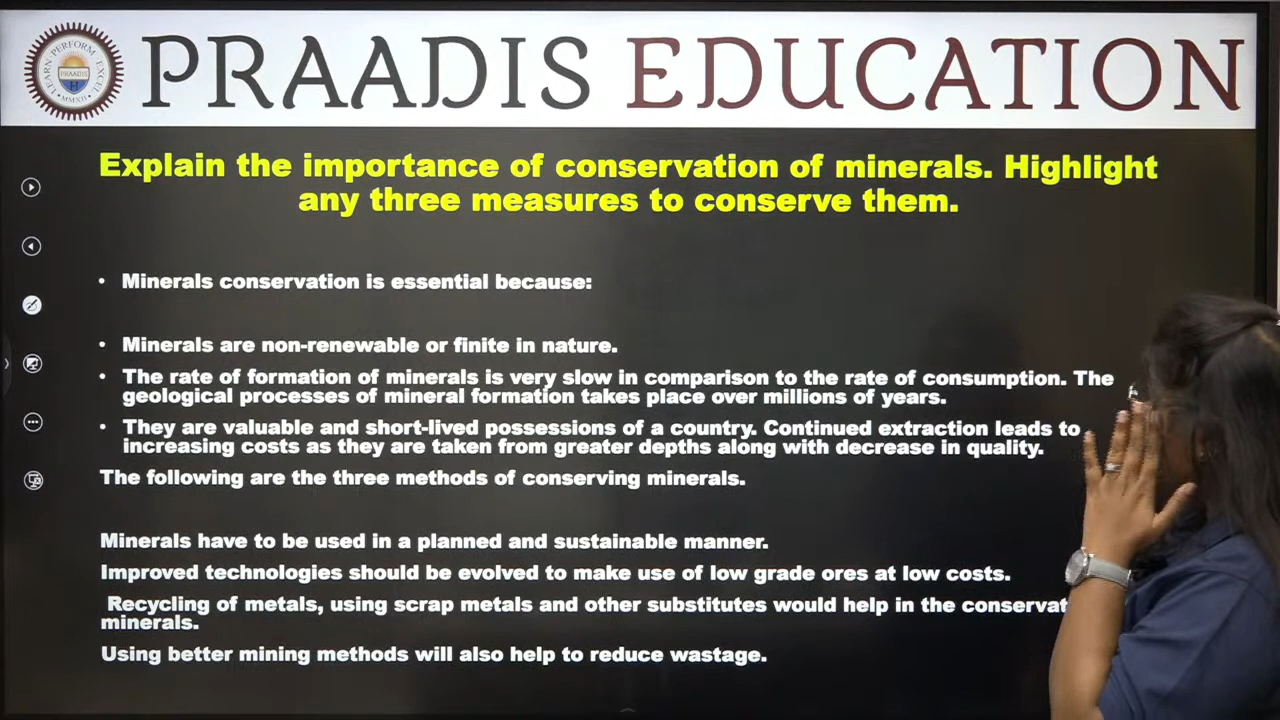 LEARN PERFORM EXCEL
PRAADIS
MMXII
PRAADIS EDUCATION
Explain the importance of conservation of minerals. Highlight
any three measures to conserve them.
• Minerals conservation is essential because:
• Minerals are non-renewable or finite in nature.
• The rate of formation of minerals is very slow in comparison to the rate of consumption. The
geological processes of mineral formation takes place over millions of years.
• They are valuable and short-lived possessions of a country. Continued extraction leads to
increasing costs as they are taken from greater depths along with decrease in quality.
The following are the three methods of conserving minerals.
Minerals have to be used in a planned and sustainable manner.
Improved technologies should be evolved to make use of low grade ores at low costs.
Recycling of metals, using scrap metals and other substitutes would help in the conservat
minerals.
Using better mining methods will also help to reduce wastage.